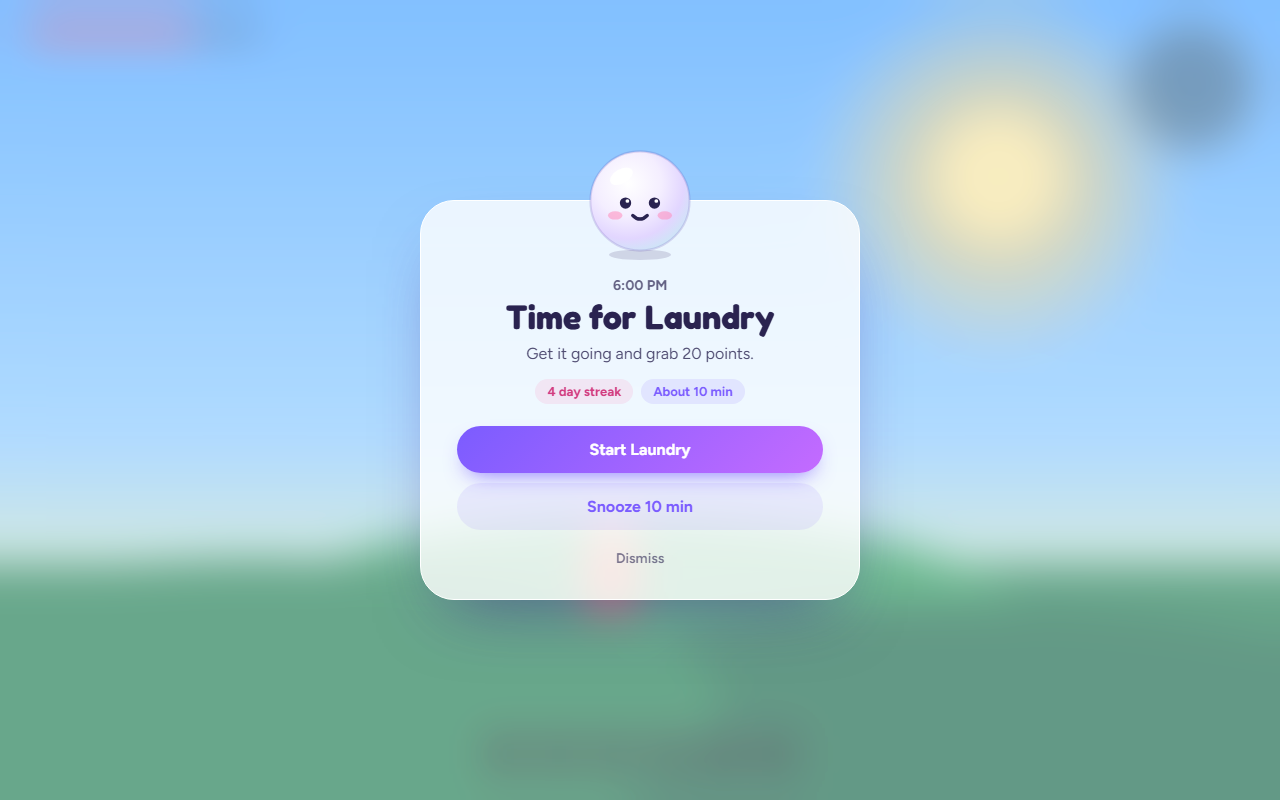 6:00 PM
Time for Laundry
Get it going and grab 20 points.
4 day streak About 10 min
Start Laundry
Snooze 10 min
Dismiss